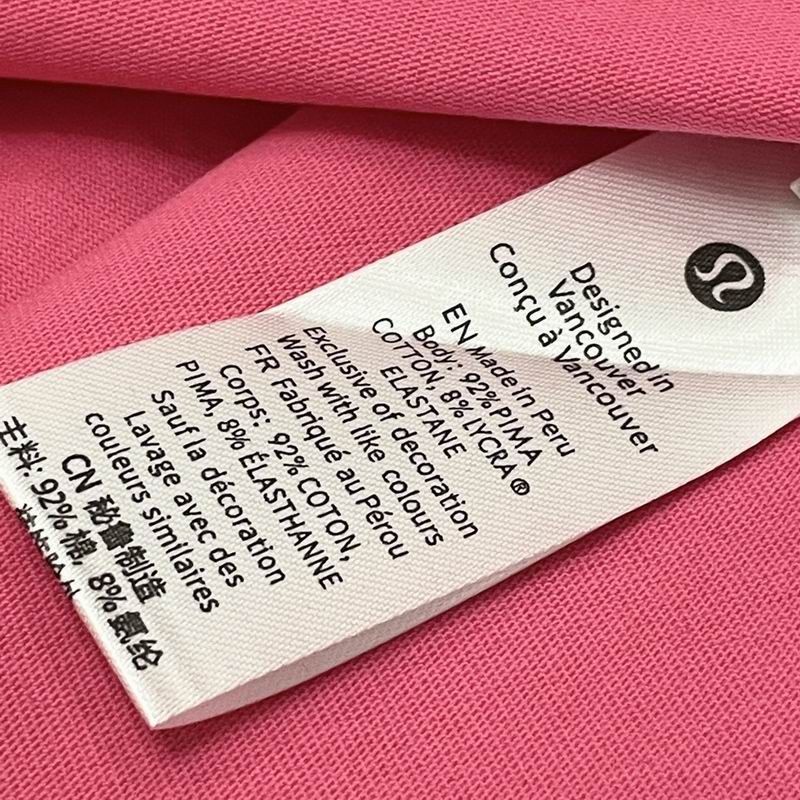 Designed in
Vancouver
Conçu à Vancouver
EN Made in Peru
Body: 92% PIMA
COTTON, 8% LYCRA®
ELASTANE
Exclusive of decoration
Wash with like colours
FR Fabriqué au Pérou
Corps: 92% COTON,
PIMA, 8% ÉLASTHANNE
Sauf la décoration
Lavage avec des
couleurs similaires
CN 秘鲁制造
主料: 92% 棉, 8% 氨纶